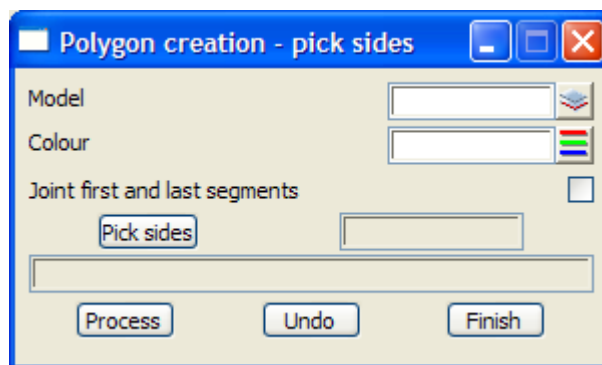 Polygon creation - pick sides
Model
Colour
Joint first and last segments
Pick sides
Process Undo Finish